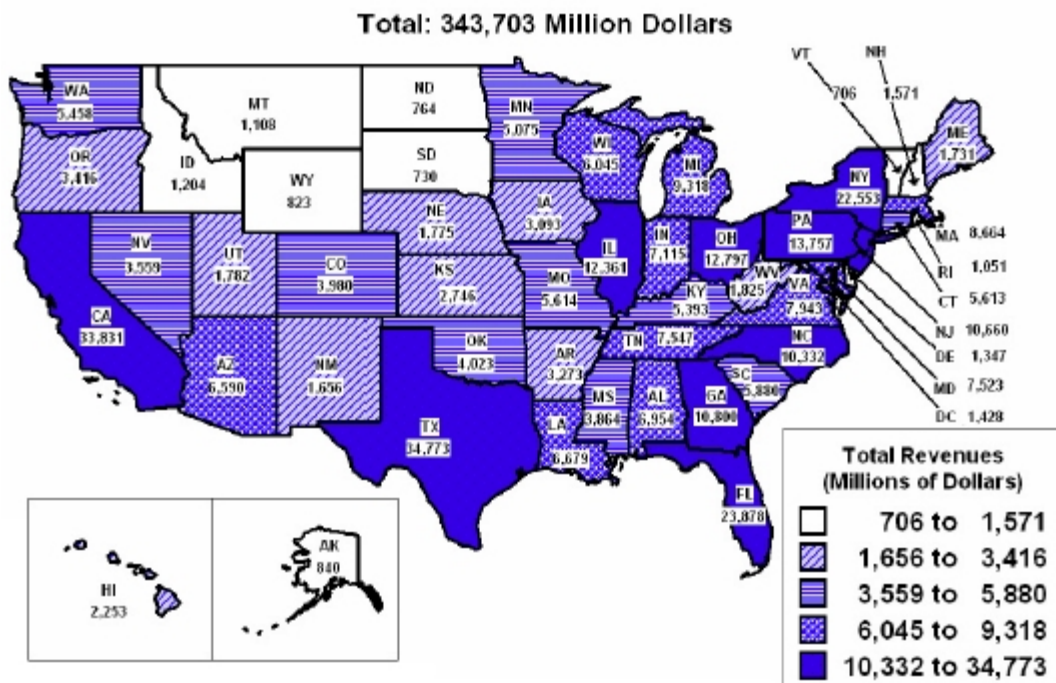 Total: 343,703 Million Dollars
VT
NH
706
1,571
WA
5,458
MT
1,108
ND
764
MN
5,075
ME
1,731
OR
3,416
ID
1,204
SD
730
WI
6,045
MI
9,318
NY
22,553
WY
823
NE
1,775
IA
3,093
PA
13,757
MA 8,664
NV
3,559
UT
1,782
CO
3,980
KS
2,746
MO
5,614
IL
12,361
IN
7,115
OH
12,797
WV
1,825
VA
7,943
KY
5,393
RI 1,051
CT 5,613
NJ 10,660
DE 1,347
MD 7,523
DC 1,428
CA
33,831
AZ
6,590
NM
1,656
OK
4,023
AR
3,273
TN 7,547
NC
10,332
SC
5,880
MS
3,864
AL
6,954
GA
10,800
TX
34,773
LA
6,679
FL
23,878
HI
2,253
AK
840
Total Revenues
(Millions of Dollars)
706 to 1,571
1,656 to 3,416
3,559 to 5,880
6,045 to 9,318
10,332 to 34,773